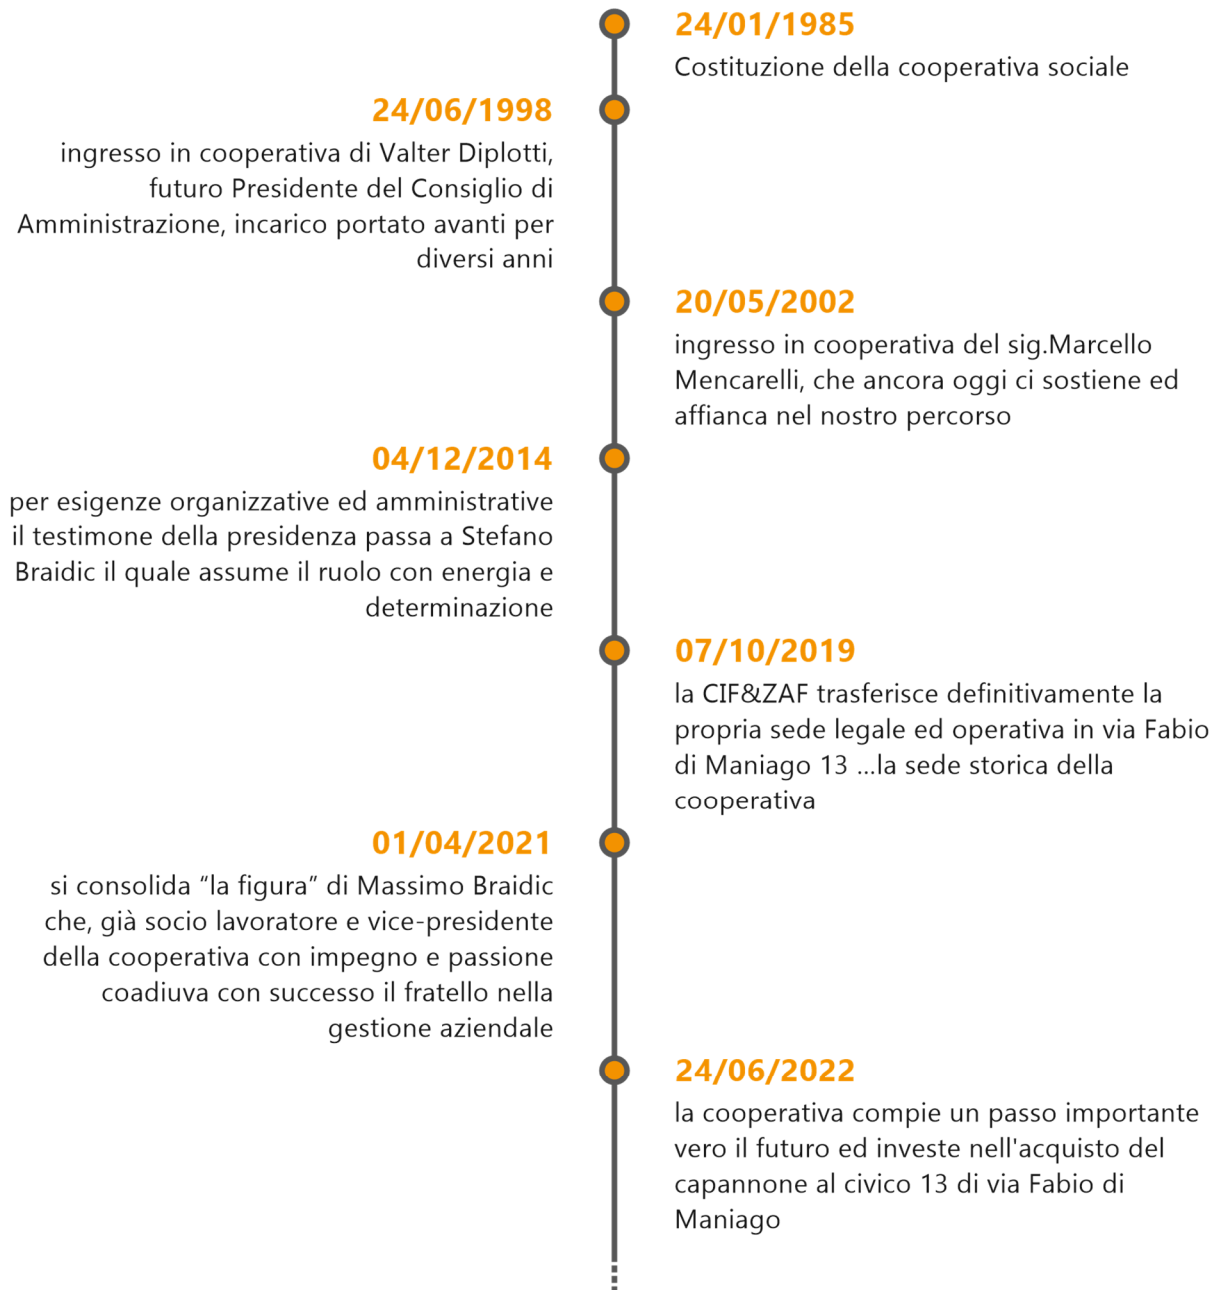 24/01/1985
Costituzione della cooperativa sociale
24/06/1998
ingresso in cooperativa di Valter Diplotti,
futuro Presidente del Consiglio di
Amministrazione, incarico portato avanti per
diversi anni
20/05/2002
ingresso in cooperativa del sig.Marcello
Mencarelli, che ancora oggi ci sostiene ed
affianca nel nostro percorso
04/12/2014
per esigenze organizzative ed amministrative
il testimone della presidenza passa a Stefano
Braidic il quale assume il ruolo con energia e
determinazione
07/10/2019
la CIF&ZAF trasferisce definitivamente la
propria sede legale ed operativa in via Fabio
di Maniago 13 ...la sede storica della
cooperativa
01/04/2021
si consolida “la figura” di Massimo Braidic
che, già socio lavoratore e vice-presidente
della cooperativa con impegno e passione
coadiuva con successo il fratello nella
gestione aziendale
24/06/2022
la cooperativa compie un passo importante
vero il futuro ed investe nell'acquisto del
capannone al civico 13 di via Fabio di
Maniago